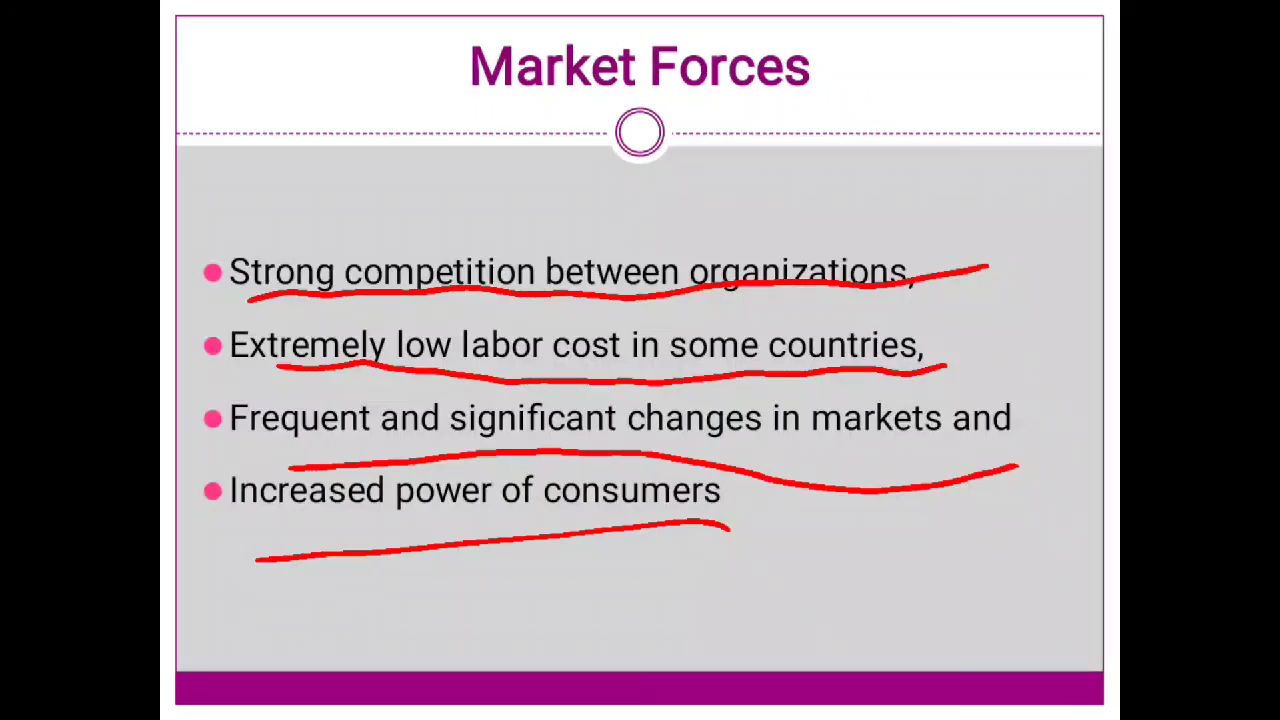 Market Forces
Strong competition between organizations,
Extremely low labor cost in some countries,
Frequent and significant changes in markets and
Increased power of consumers